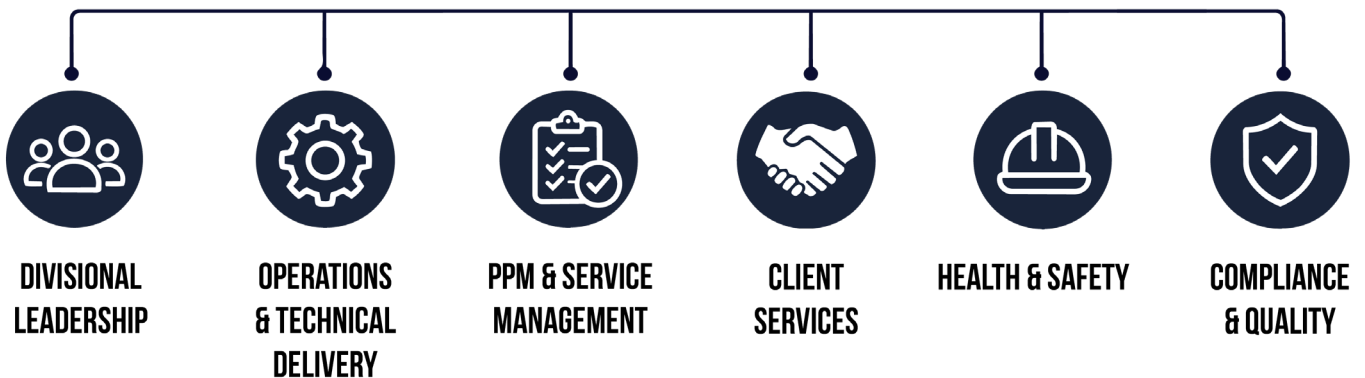 DIVISIONAL
LEADERSHIP
OPERATIONS
& TECHNICAL
DELIVERY
PPM & SERVICE
MANAGEMENT
CLIENT
SERVICES
HEALTH & SAFETY
COMPLIANCE
& QUALITY